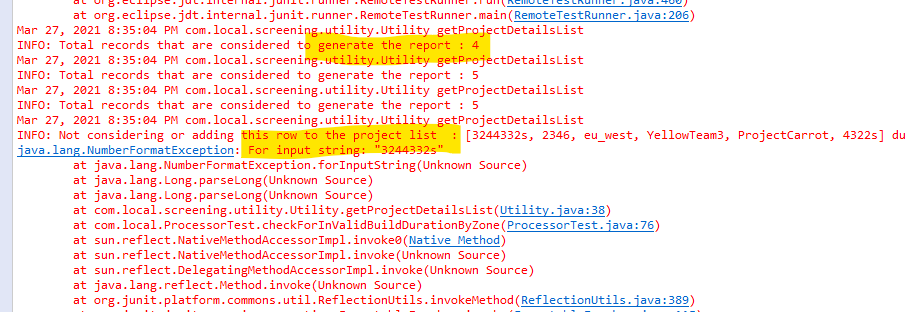 at org.eclipse.jdt.internal.junit.runner.RemoteTestRunner.run(RemoteTestRunner.java:460)
at org.eclipse.jdt.internal.junit.runner.RemoteTestRunner.main(RemoteTestRunner.java:206)
Mar 27, 2021 8:35:04 PM com.local.screening.utility.Utility getProjectDetailsList
INFO: Total records that are considered to generate the report : 4
Mar 27, 2021 8:35:04 PM com.local.screening.utility.Utility getProjectDetailsList
INFO: Total records that are considered to generate the report : 5
Mar 27, 2021 8:35:04 PM com.local.screening.utility.Utility getProjectDetailsList
INFO: Total records that are considered to generate the report : 5
Mar 27, 2021 8:35:04 PM com.local.screening.utility.Utility getProjectDetailsList
INFO: Not considering or adding this row to the project list : [3244332s, 2346, eu_west, YellowTeam3, ProjectCarrot, 4322s] du
java.lang.NumberFormatException: For input string: "3244332s"
at java.lang.NumberFormatException.forInputString(Unknown Source)
at java.lang.Long.parseLong(Unknown Source)
at java.lang.Long.parseLong(Unknown Source)
at com.local.screening.utility.Utility.getProjectDetailsList(Utility.java:38)
at com.local.ProcessorTest.checkForInValidBuildDurationByZone(ProcessorTest.java:76)
at sun.reflect.NativeMethodAccessorImpl.invoke0(Native Method)
at sun.reflect.NativeMethodAccessorImpl.invoke(Unknown Source)
at sun.reflect.DelegatingMethodAccessorImpl.invoke(Unknown Source)
at java.lang.reflect.Method.invoke(Unknown Source)
at org.junit.platform.commons.util.ReflectionUtils.invokeMethod(ReflectionUtils.java:389)